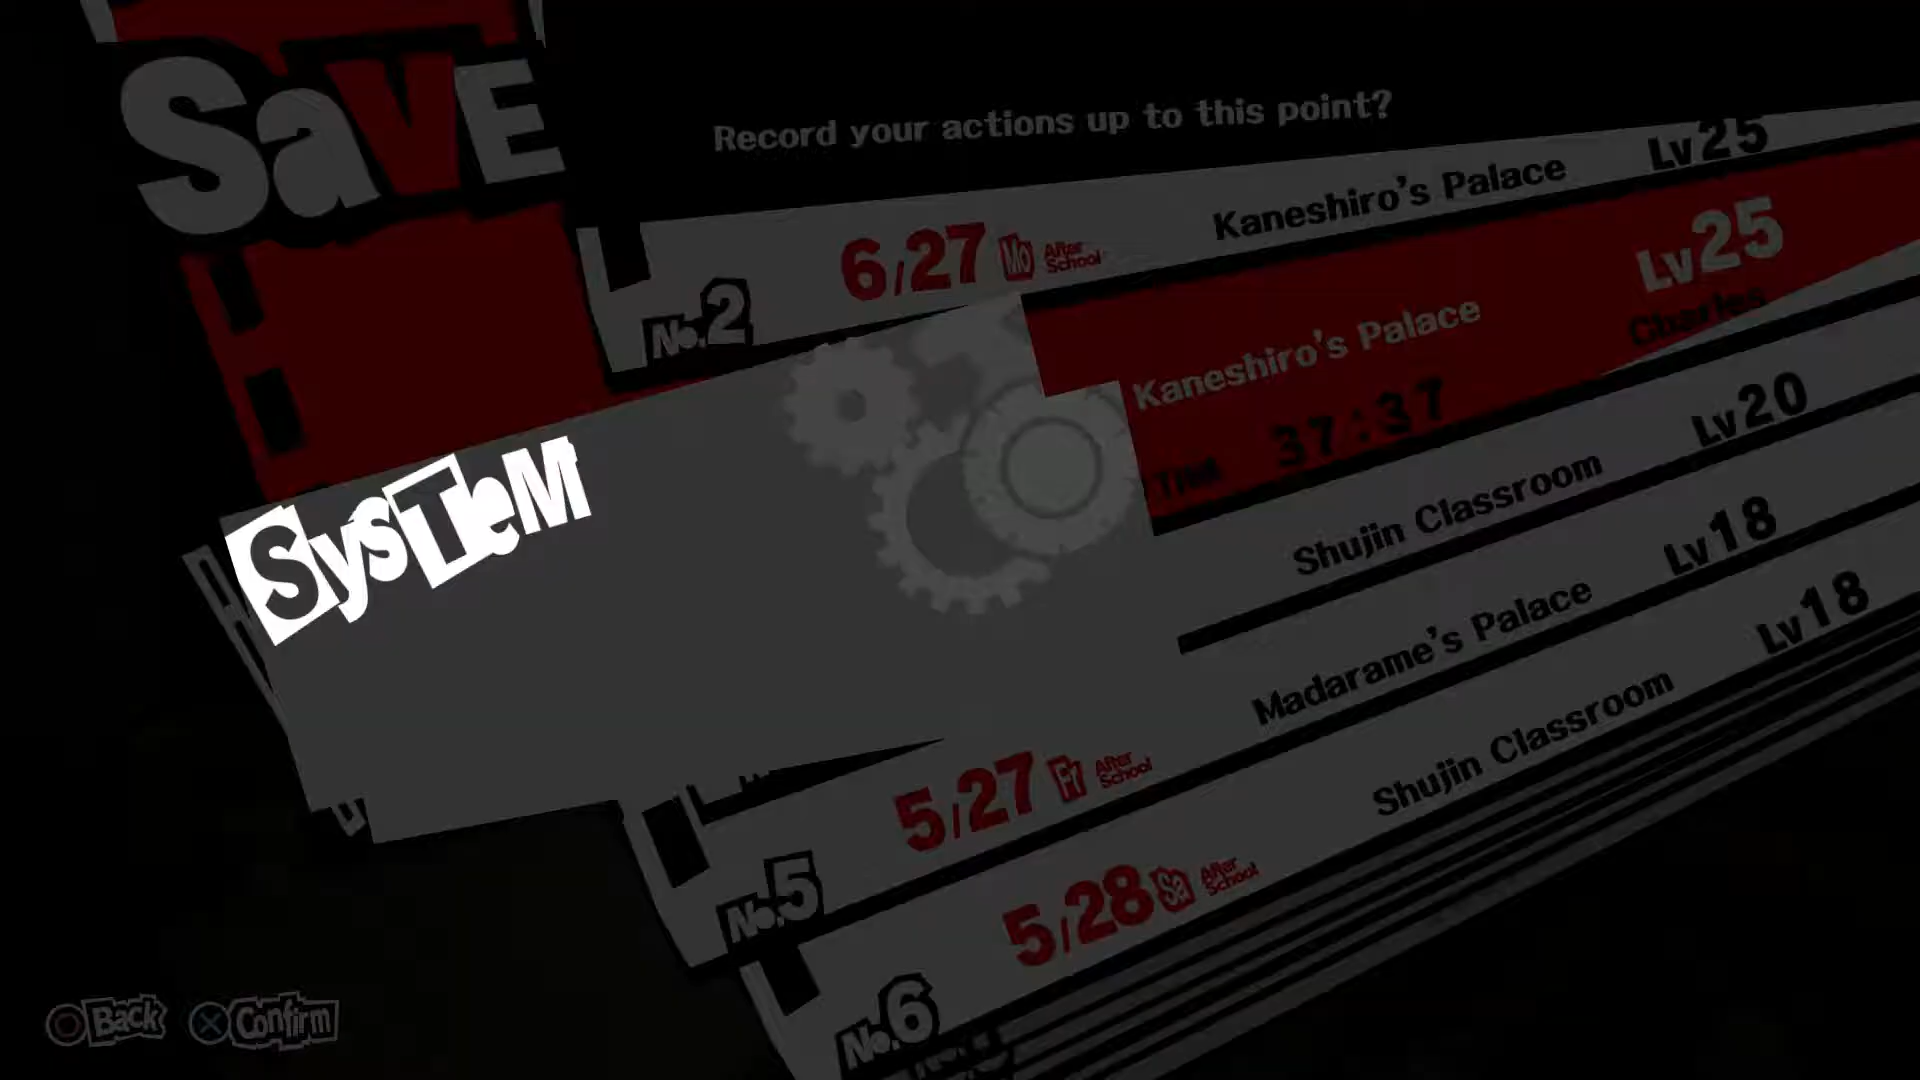 SaVE
Record your actions up to this point?
No.2 6/27 Mo After School Kaneshiro's Palace Lv25
Kaneshiro's Palace Lv25
Charles
37:37
SysTeM
Shujin Classroom Lv20
No.5 5/27 Fr After School Madarame's Palace Lv18
No.6 5/28 Sa After School Shujin Classroom Lv18
Back Confirm